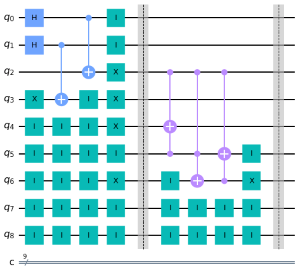 q0 H I
q1 H I
q2 X
q3 X I X
q4 I I I X
q5 I I I I I
q6 I I I X I X
q7 I I I I I I I I
q8 I I I I I I I I
c 9